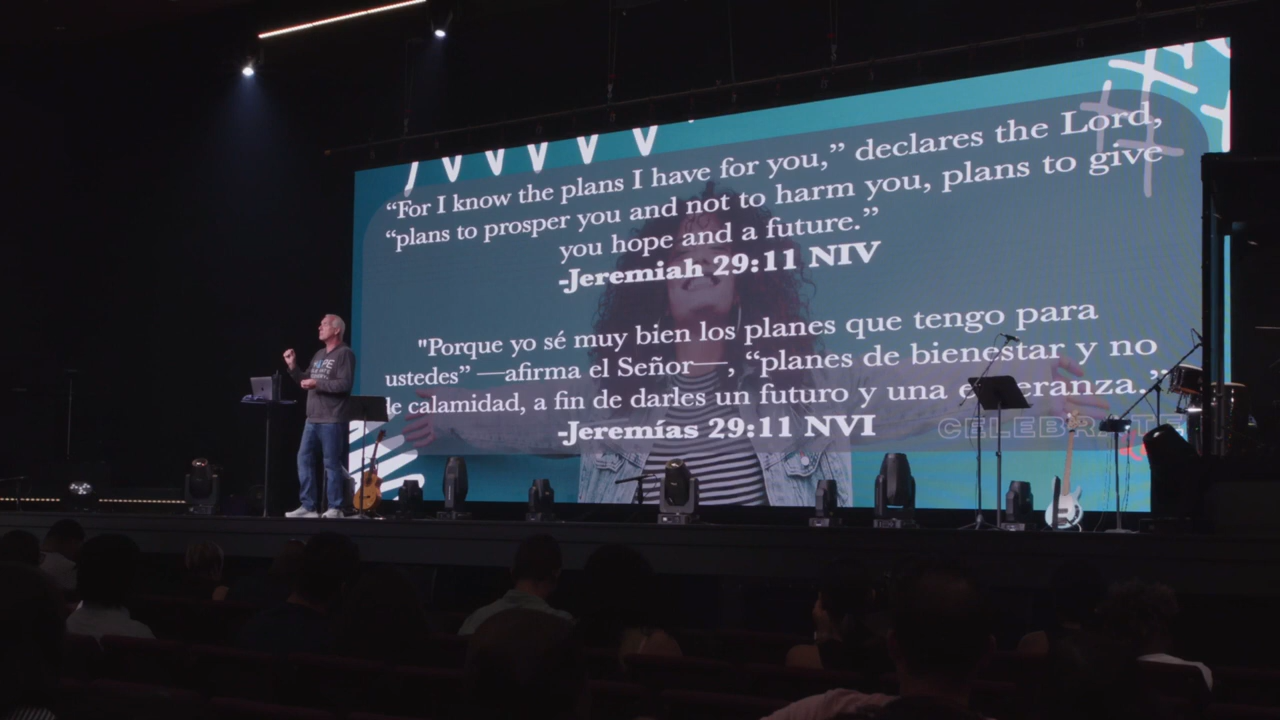 “For I know the plans I have for you,” declares the Lord,
“plans to prosper you and not to harm you, plans to give
you hope and a future.”
-Jeremiah 29:11 NIV
"Porque yo sé muy bien los planes que tengo para
ustedes” —afirma el Señor—, “planes de bienestar y no
de calamidad, a fin de darles un futuro y una esperanza.”
-Jeremías 29:11 NVI
CELEBRATE